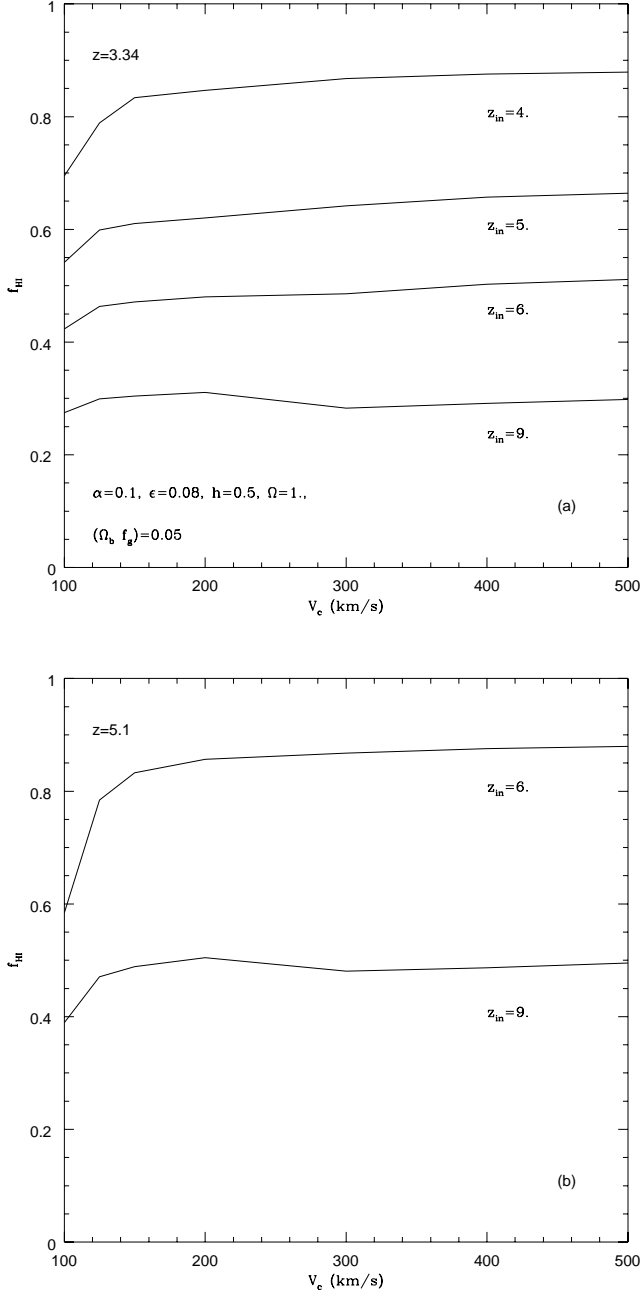 1
z=3.34
0.8
z_in=4.
0.6
z_in=5.
f_HI
z_in=6.
0.4
z_in=9.
0.2
α=0.1, ϵ=0.08, h=0.5, Ω=1.,
(a)
(Ω_b f_g)=0.05
0
100 200 300 400 500
V_c (km/s)
1
z=5.1
0.8
z_in=6.
0.6
f_HI
0.4
z_in=9.
0.2
(b)
0
100 200 300 400 500
V_c (km/s)